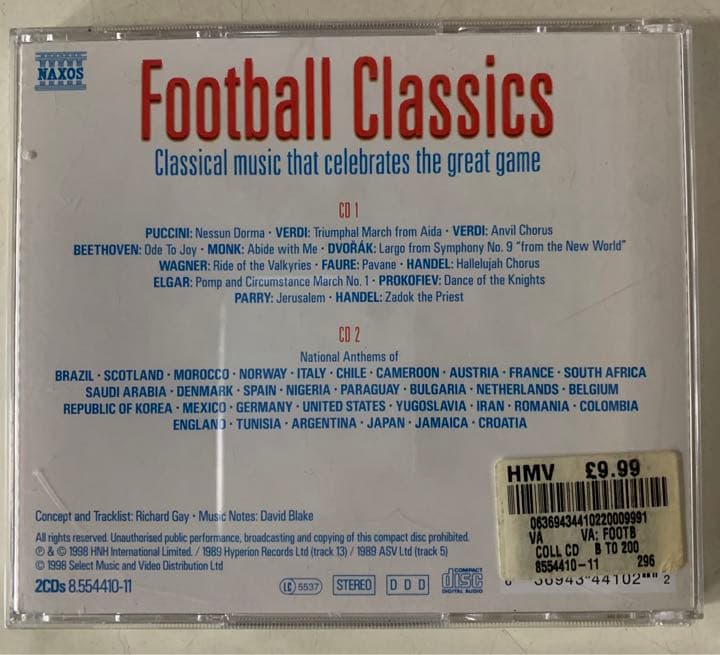 NAXOS
Football Classics
Classical music that celebrates the great game
CD 1
PUCCINI: Nessun Dorma · VERDI: Triumphal March from Aida · VERDI: Anvil Chorus
BEETHOVEN: Ode To Joy · MONK: Abide with Me · DVOŘÁK: Largo from Symphony No. 9 "from the New World"
WAGNER: Ride of the Valkyries · FAURE: Pavane · HANDEL: Hallelujah Chorus
ELGAR: Pomp and Circumstance March No. 1 · PROKOFIEV: Dance of the Knights
PARRY: Jerusalem · HANDEL: Zadok the Priest
CD 2
National Anthems of
BRAZIL · SCOTLAND · MOROCCO · NORWAY · ITALY · CHILE · CAMEROON · AUSTRIA · FRANCE · SOUTH AFRICA
SAUDI ARABIA · DENMARK · SPAIN · NIGERIA · PARAGUAY · BULGARIA · NETHERLANDS · BELGIUM
REPUBLIC OF KOREA · MEXICO · GERMANY · UNITED STATES · YUGOSLAVIA · IRAN · ROMANIA · COLOMBIA
ENGLAND · TUNISIA · ARGENTINA · JAPAN · JAMAICA · CROATIA
HMV £9.99
06369434410220009991
VA VA: FOOTB
COLL CD B TO 200
8554410-11 296
Concept and Tracklist: Richard Gay · Music Notes: David Blake
All rights reserved. Unauthorised public performance, broadcasting and copying of this compact disc prohibited.
℗ & © 1998 HNH International Limited. / 1989 Hyperion Records Ltd (track 13) / 1989 ASV Ltd (track 5)
© 1998 Select Music and Video Distribution Ltd
2CDs 8.554410-11
LC 5537
STEREO
D D D
COMPACT disc DIGITAL AUDIO
36943 44102 2